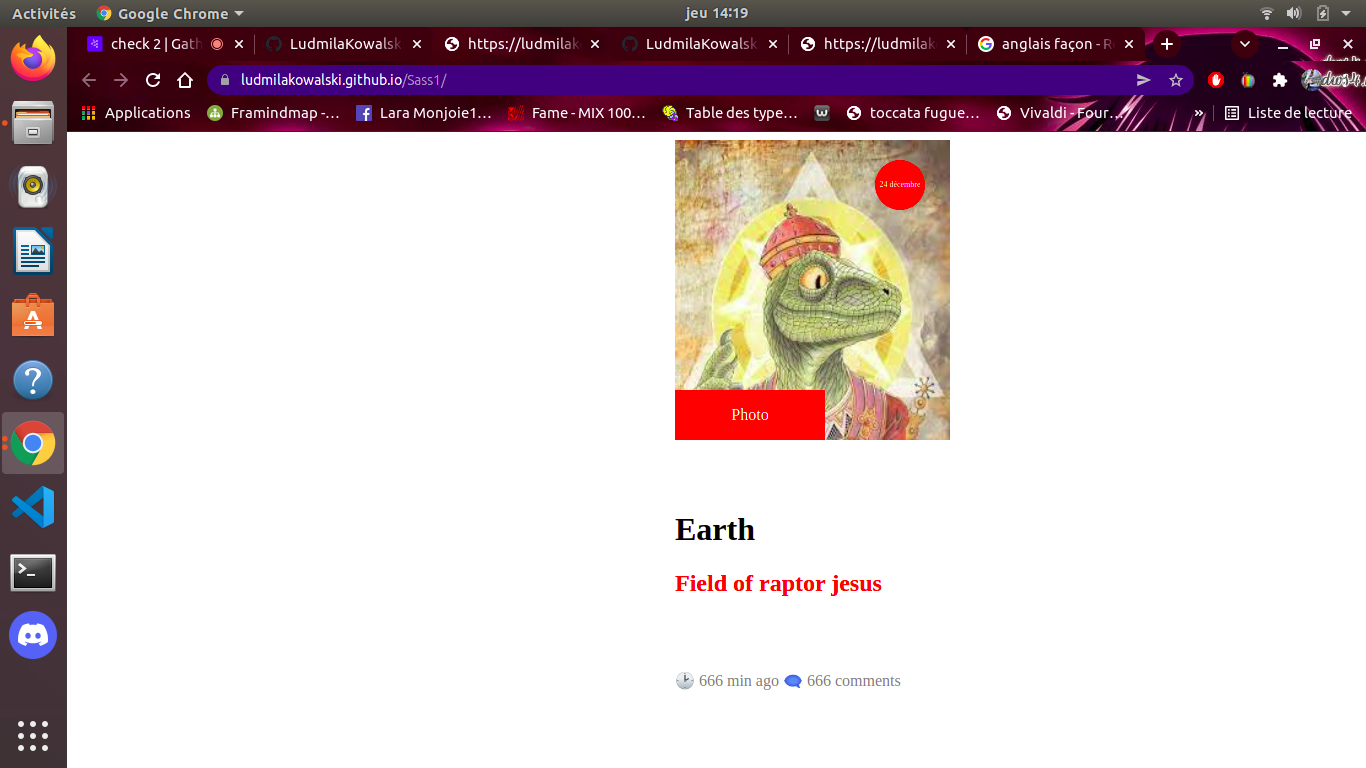 Activités Google Chrome jeu 14:19
check 2 | Gath LudmilaKowalsk https://ludmilak LudmilaKowalsk https://ludmilak anglais façon - R
ludmilakowalski.github.io/Sass1/
Applications Framindmap -… Lara Monjoie1… Fame - MIX 100… Table des type… toccata fugue… Vivaldi - Four… » Liste de lecture
24 décembre
Photo
Earth
Field of raptor jesus
666 min ago 666 comments